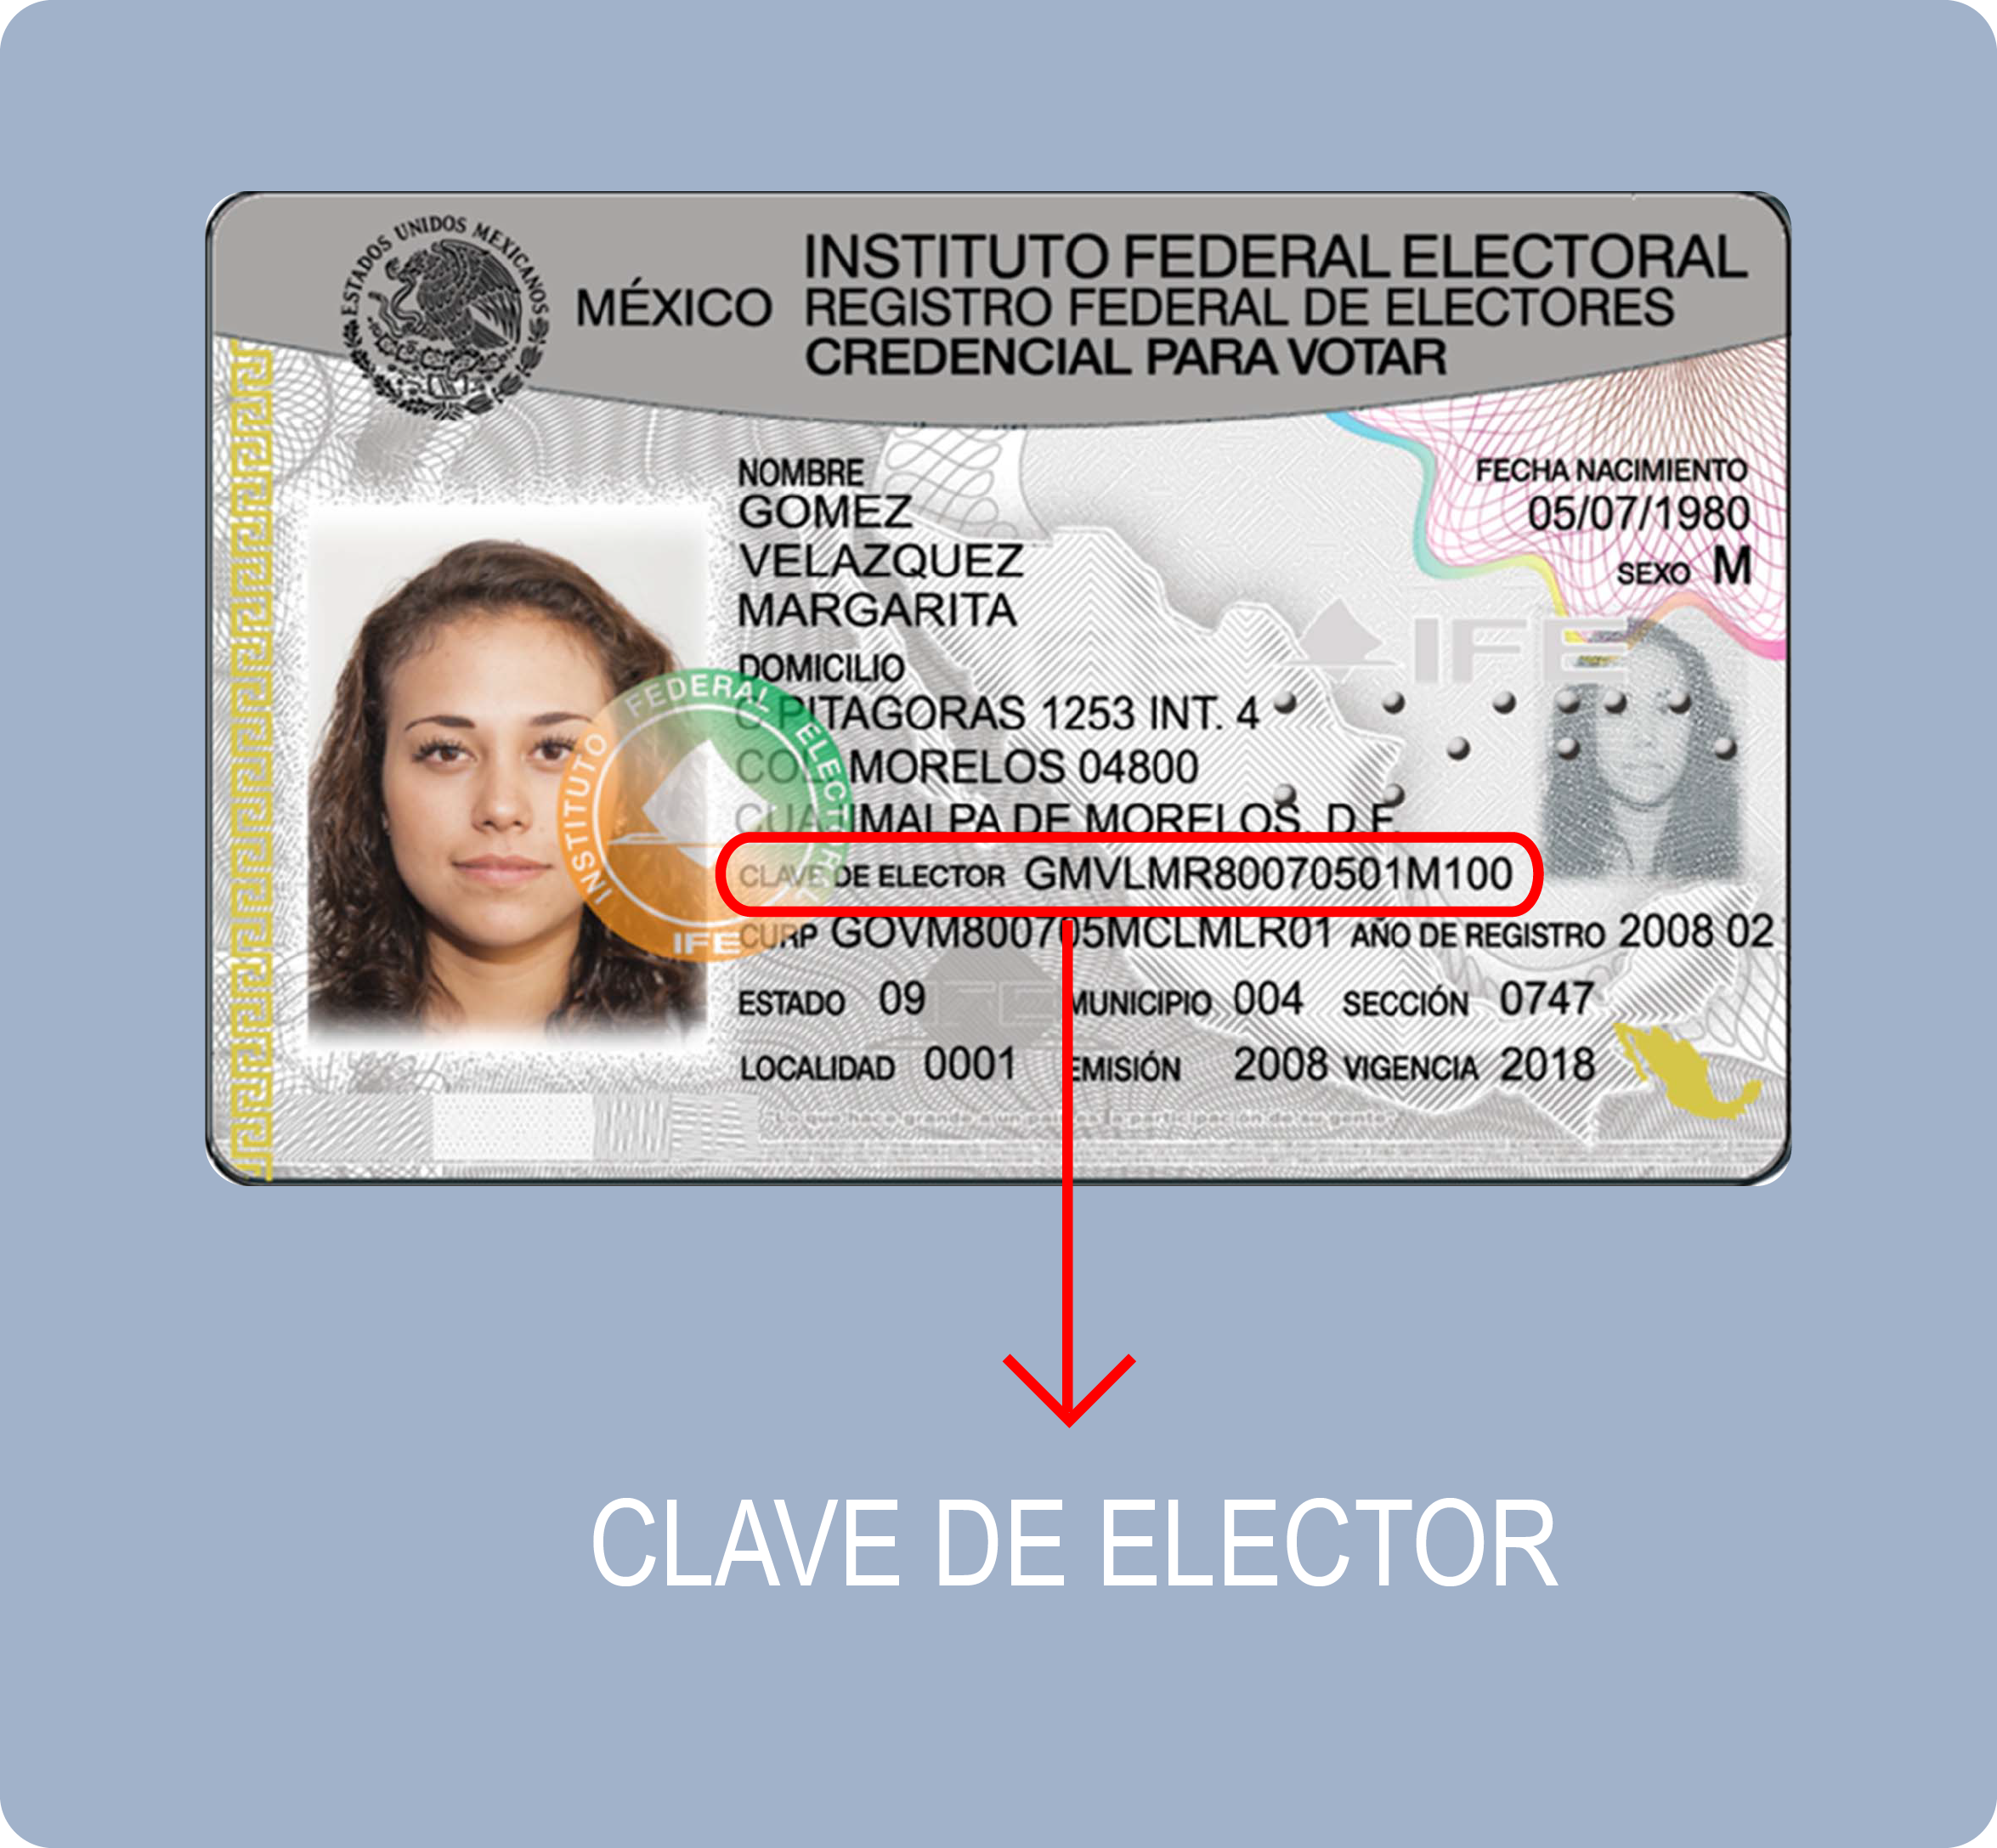 ESTADOS UNIDOS MEXICANOS
MÉXICO
INSTITUTO FEDERAL ELECTORAL
REGISTRO FEDERAL DE ELECTORES
CREDENCIAL PARA VOTAR
NOMBRE
GOMEZ
VELAZQUEZ
MARGARITA
FECHA NACIMIENTO
05/07/1980
SEXO M
IFE
DOMICILIO
C PITAGORAS 1253 INT. 4
COL MORELOS 04800
CUAJIMALPA DE MORELOS, D.F.
INSTITUTO FEDERAL ELECTORAL
IFE
CLAVE DE ELECTOR GMVLMR80070501M100
CURP GOVM800705MCLMLR01 AÑO DE REGISTRO 2008 02
ESTADO 09 MUNICIPIO 004 SECCIÓN 0747
LOCALIDAD 0001 EMISIÓN 2008 VIGENCIA 2018
"Lo que hace grande a un país es la participación de su gente."
CLAVE DE ELECTOR